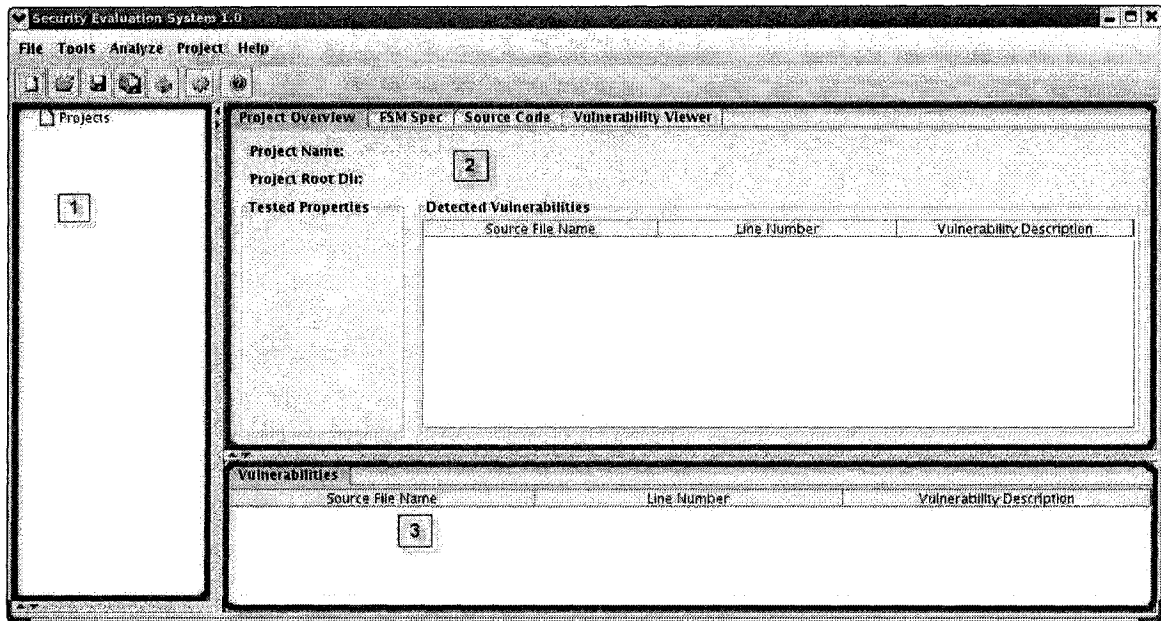 Security Evaluation System 1.0
File Tools Analyze Project Help
Projects
1
Project Overview FSM Spec Source Code Vulnerability Viewer
Project Name:
2
Project Root Dir:
Tested Properties
Detected Vulnerabilities
Source File Name Line Number Vulnerability Description
Vulnerabilities
Source File Name Line Number Vulnerability Description
3